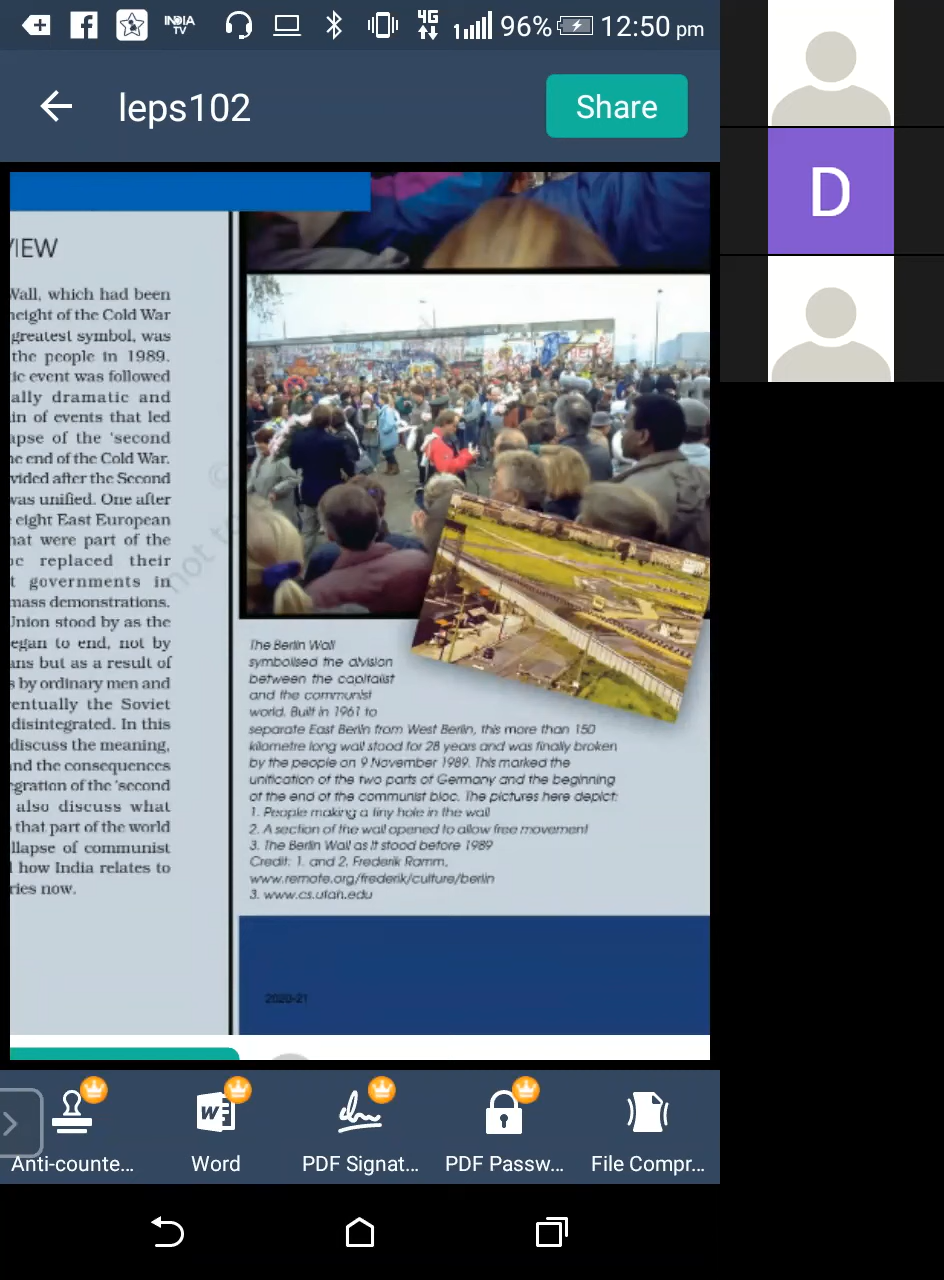 INDIA
TV
4G
96%
12:50 pm
leps102
Share
D
VIEW
Wall, which had been
height of the Cold War
greatest symbol, was
the people in 1989.
tic event was followed
ally dramatic and
in of events that led
apse of the 'second
he end of the Cold War.
vided after the Second
was unified. One after
eight East European
hat were part of the
oc replaced their
t governments in
mass demonstrations.
Union stood by as the
egan to end, not by
ans but as a result of
s by ordinary men and
entually the Soviet
disintegrated. In this
discuss the meaning,
nd the consequences
egration of the 'second
also discuss what
that part of the world
llapse of communist
how India relates to
ries now.
©
not to
The Berlin Wall
symbolised the division
between the capitalist
and the communist
world. Built in 1961 to
separate East Berlin from West Berlin, this more than 150
kilometre long wall stood for 28 years and was finally broken
by the people on 9 November 1989. This marked the
unification of the two parts of Germany and the beginning
of the end of the communist bloc. The pictures here depict:
1. People making a tiny hole in the wall
2. A section of the wall opened to allow free movement
3. The Berlin Wall as it stood before 1989
Credit: 1. and 2. Frederik Ramm,
www.remote.org/frederik/culture/berlin
3. www.cs.utah.edu
2020-21
Anti-counte...
Word
PDF Signat...
PDF Passw...
File Compr...